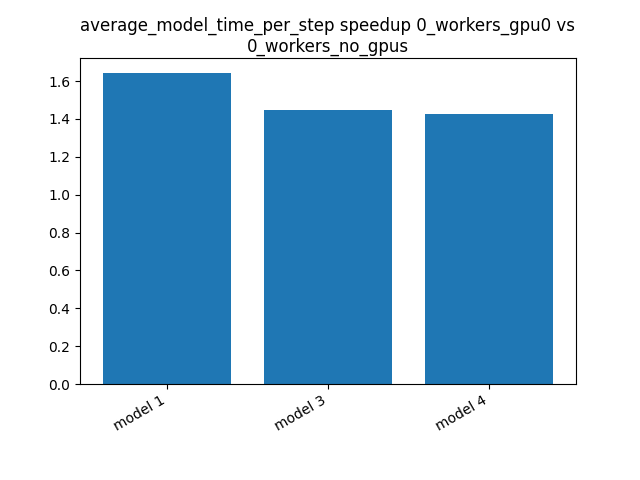 average_model_time_per_step speedup 0_workers_gpu0 vs
0_workers_no_gpus
1.6
1.4
1.2
1.0
0.8
0.6
0.4
0.2
0.0
model 1
model 3
model 4